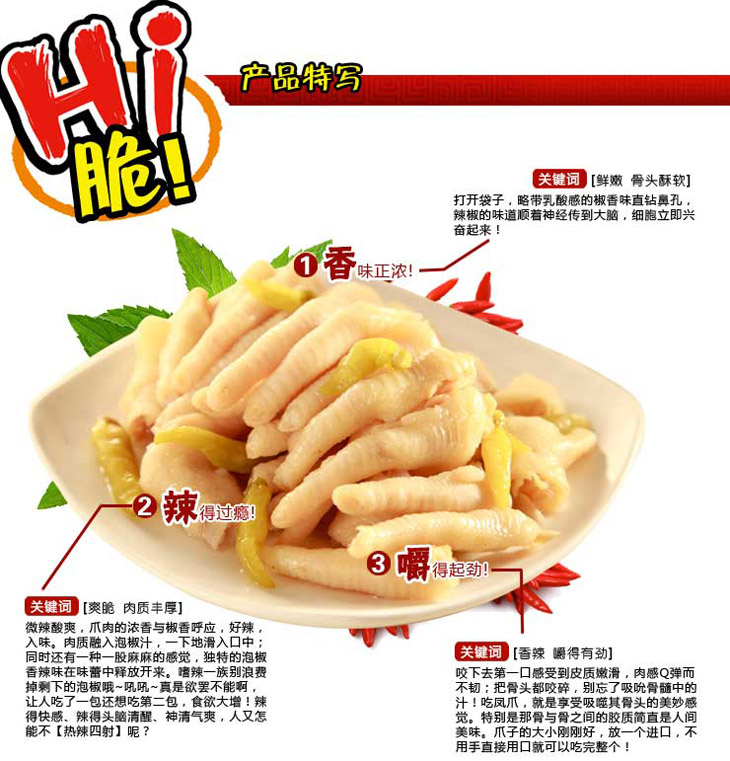 Hi
脆!
产品特写
关键词 [鲜嫩 骨头酥软]
打开袋子，略带乳酸感的椒香味直钻鼻孔，
辣椒的味道顺着神经传到大脑，细胞立即兴
奋起来！
1 香味正浓!
2 辣得过瘾!
3 嚼得起劲!
关键词 [爽脆 肉质丰厚]
微辣酸爽，爪肉的浓香与椒香呼应，好辣，
入味。肉质融入泡椒汁，一下地滑入口中；
同时还有一种一股麻麻的感觉，独特的泡椒
香辣味在味蕾中释放开来。嗜辣一族别浪费
掉剩下的泡椒哦~吼吼~真是欲罢不能啊，
让人吃了一包还想吃第二包，食欲大增！辣
得快感、辣得头脑清醒、神清气爽，人又怎
能不【热辣四射】呢？
关键词 [香辣 嚼得有劲]
咬下去第一口感受到皮质嫩滑，肉感Q弹而
不韧；把骨头都咬碎，别忘了吸吮骨髓中的
汁！吃凤爪，就是享受吸噬其骨头的美妙感
觉。特别是那骨与骨之间的胶质简直是人间
美味。爪子的大小刚刚好，放一个进口，不
用手直接用口就可以吃完整个！